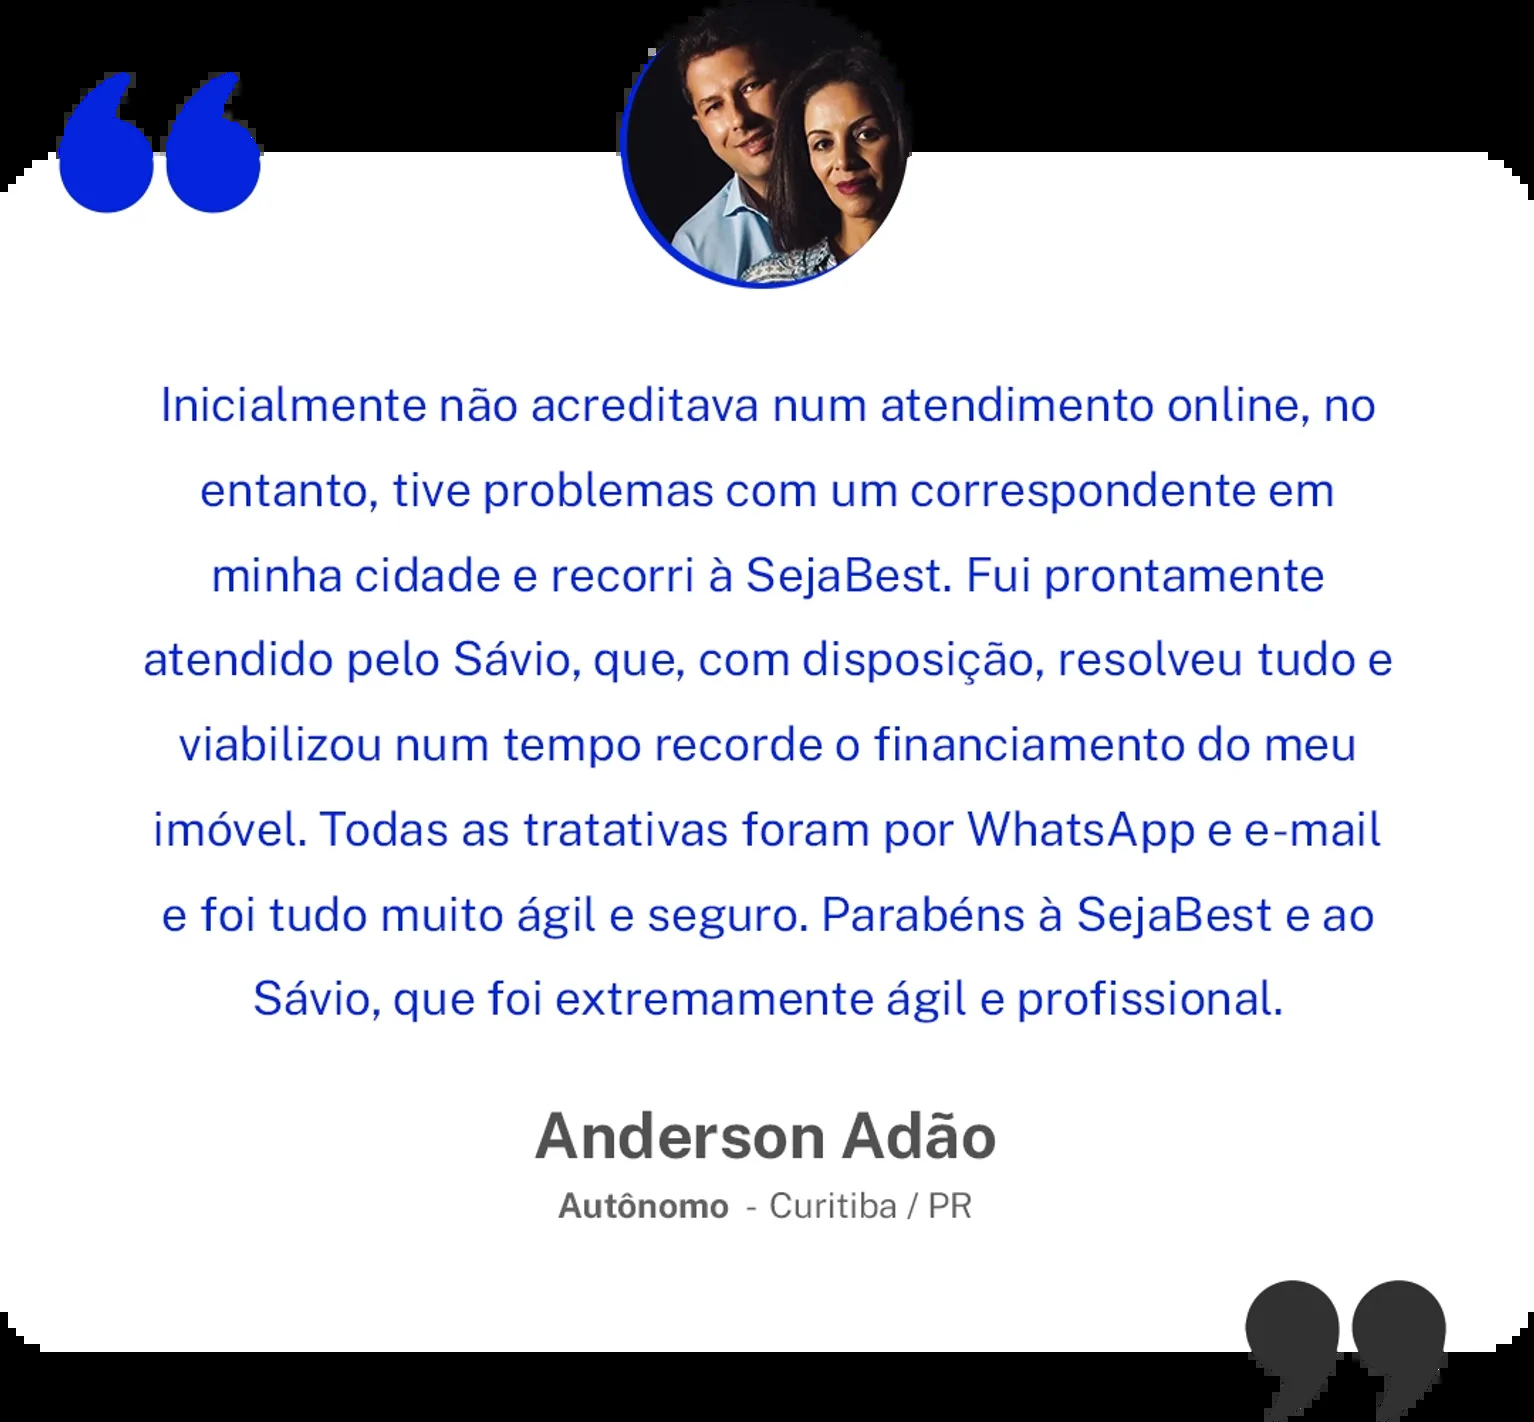 Inicialmente não acreditava num atendimento online, no
entanto, tive problemas com um correspondente em
minha cidade e recorri à SejaBest. Fui prontamente
atendido pelo Sávio, que, com disposição, resolveu tudo e
viabilizou num tempo recorde o financiamento do meu
imóvel. Todas as tratativas foram por WhatsApp e e-mail
e foi tudo muito ágil e seguro. Parabéns à SejaBest e ao
Sávio, que foi extremamente ágil e profissional.
Anderson Adão
Autônomo - Curitiba / PR